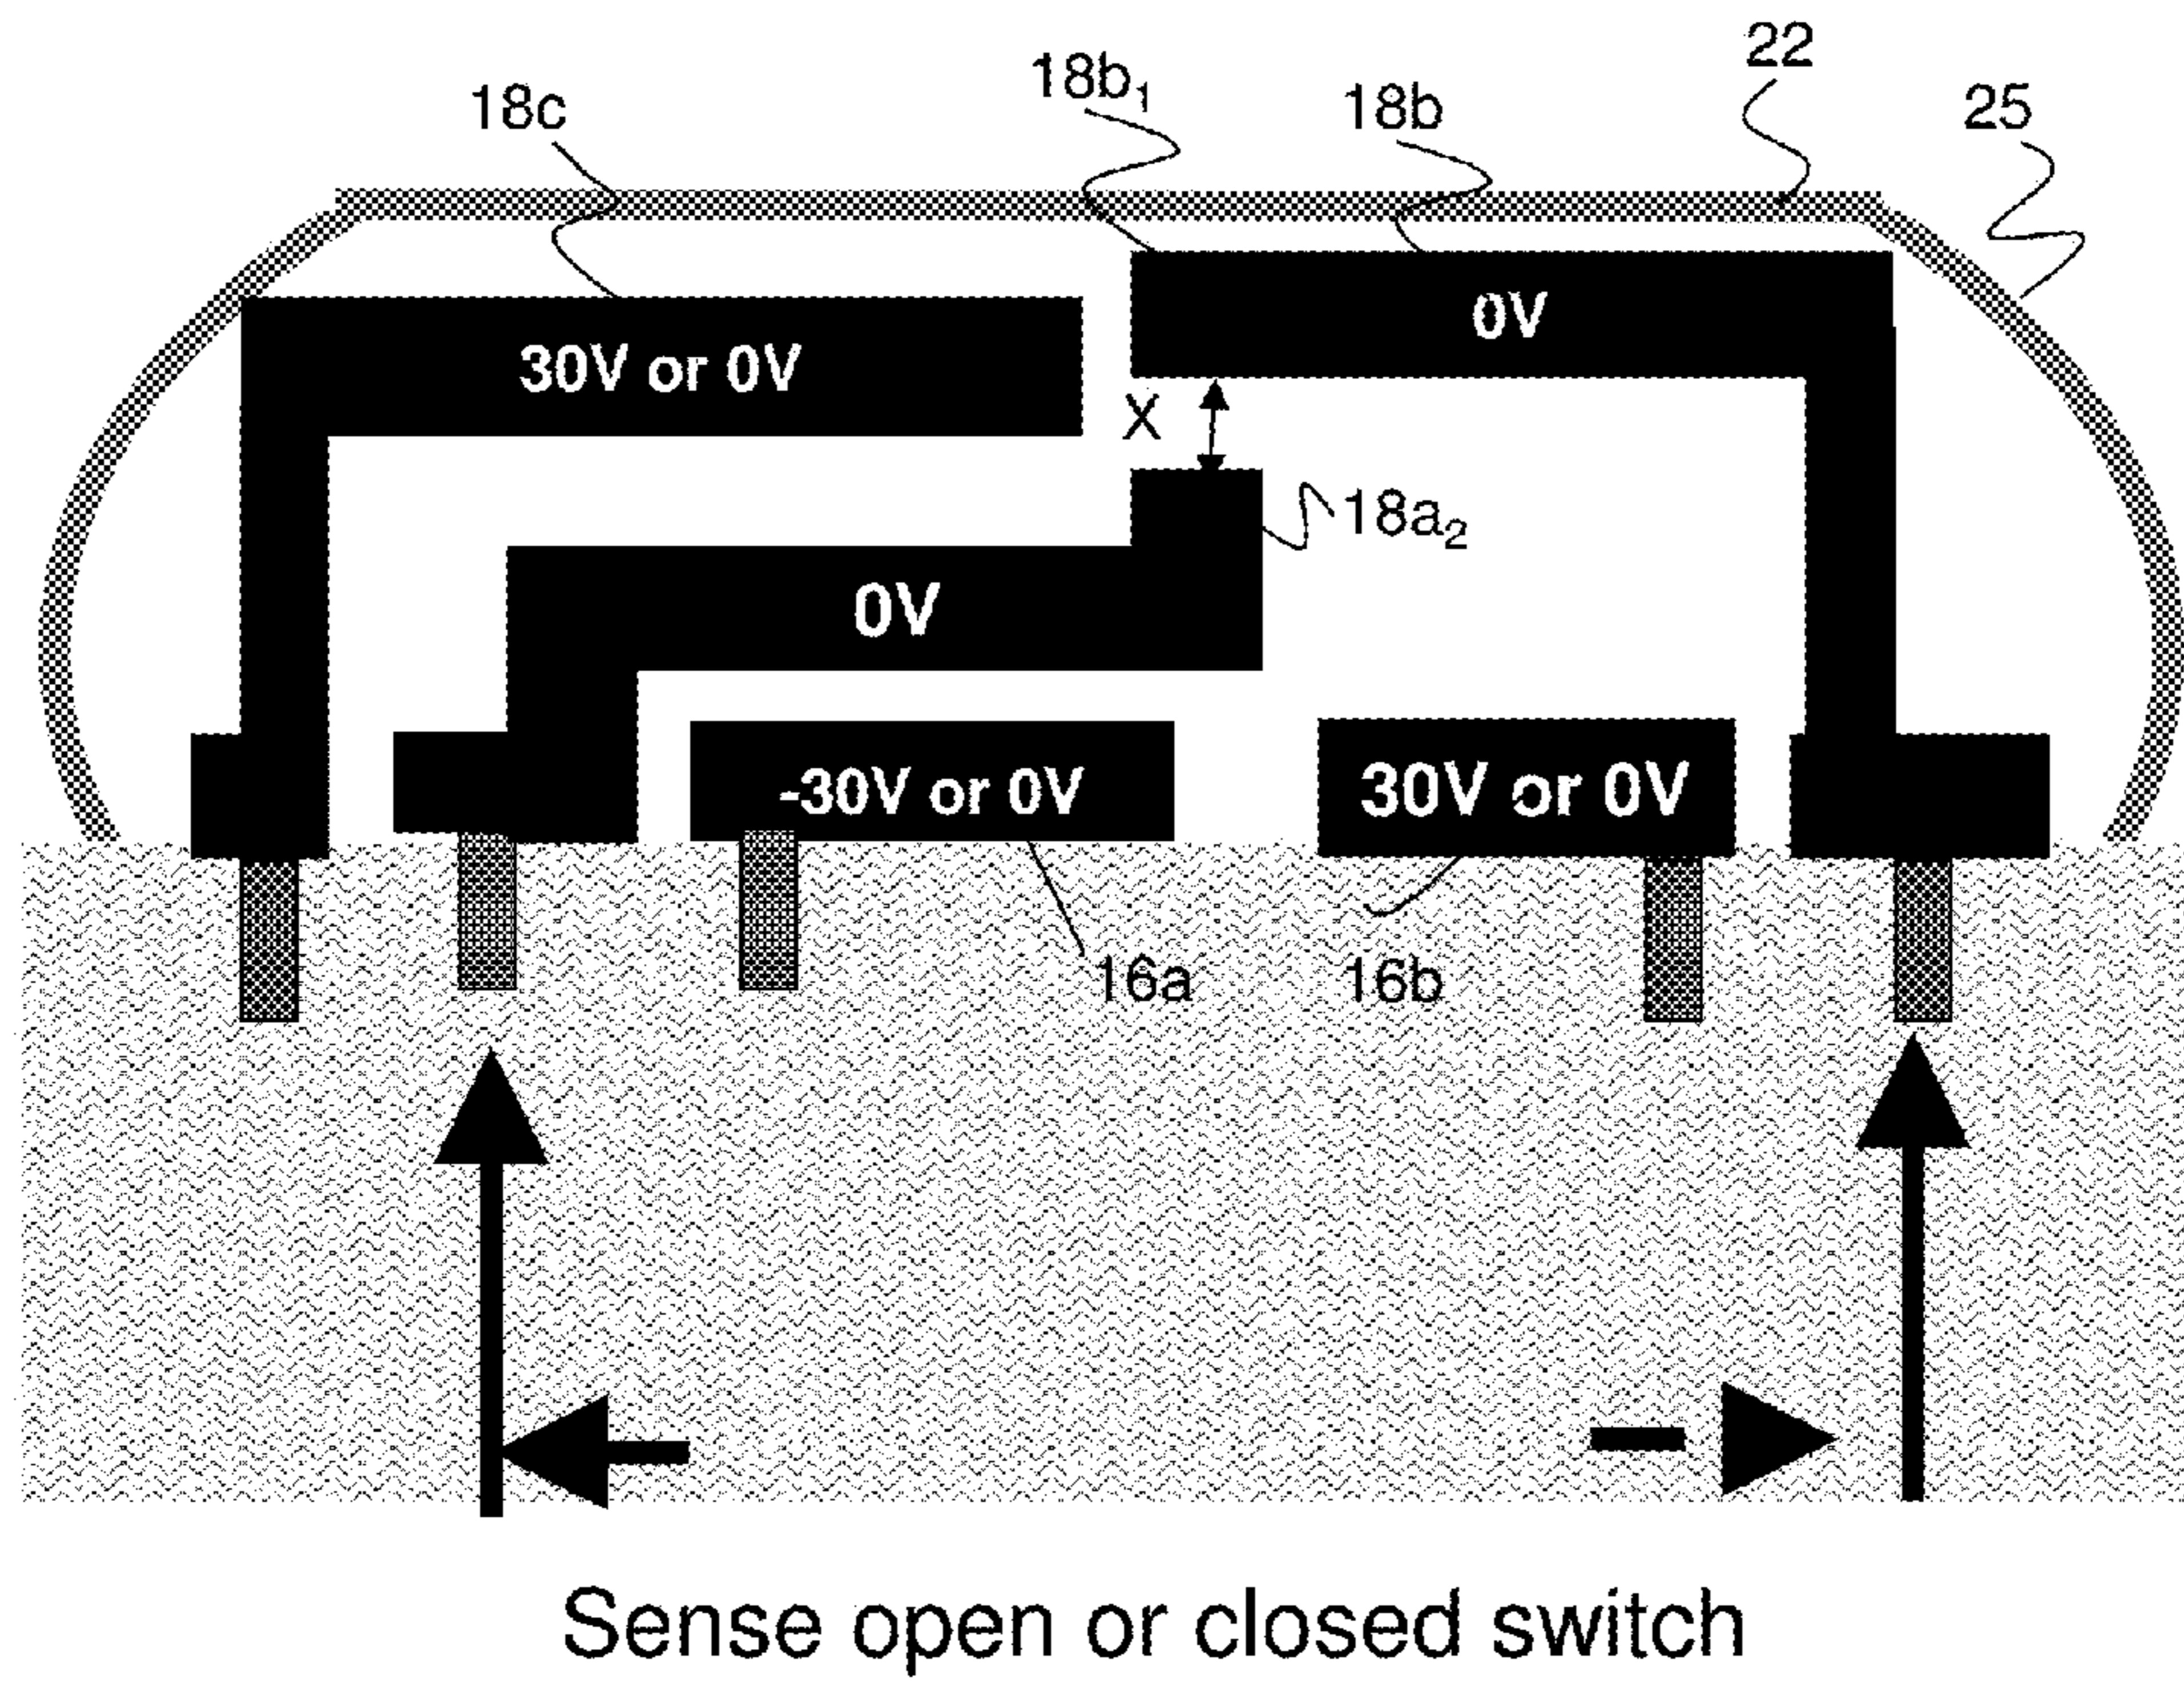 22
18b₁
18c
18b
25
0V
30V or 0V
X
18a₂
0V
-30V or 0V
30V or 0V
16a
16b
Sense open or closed switch